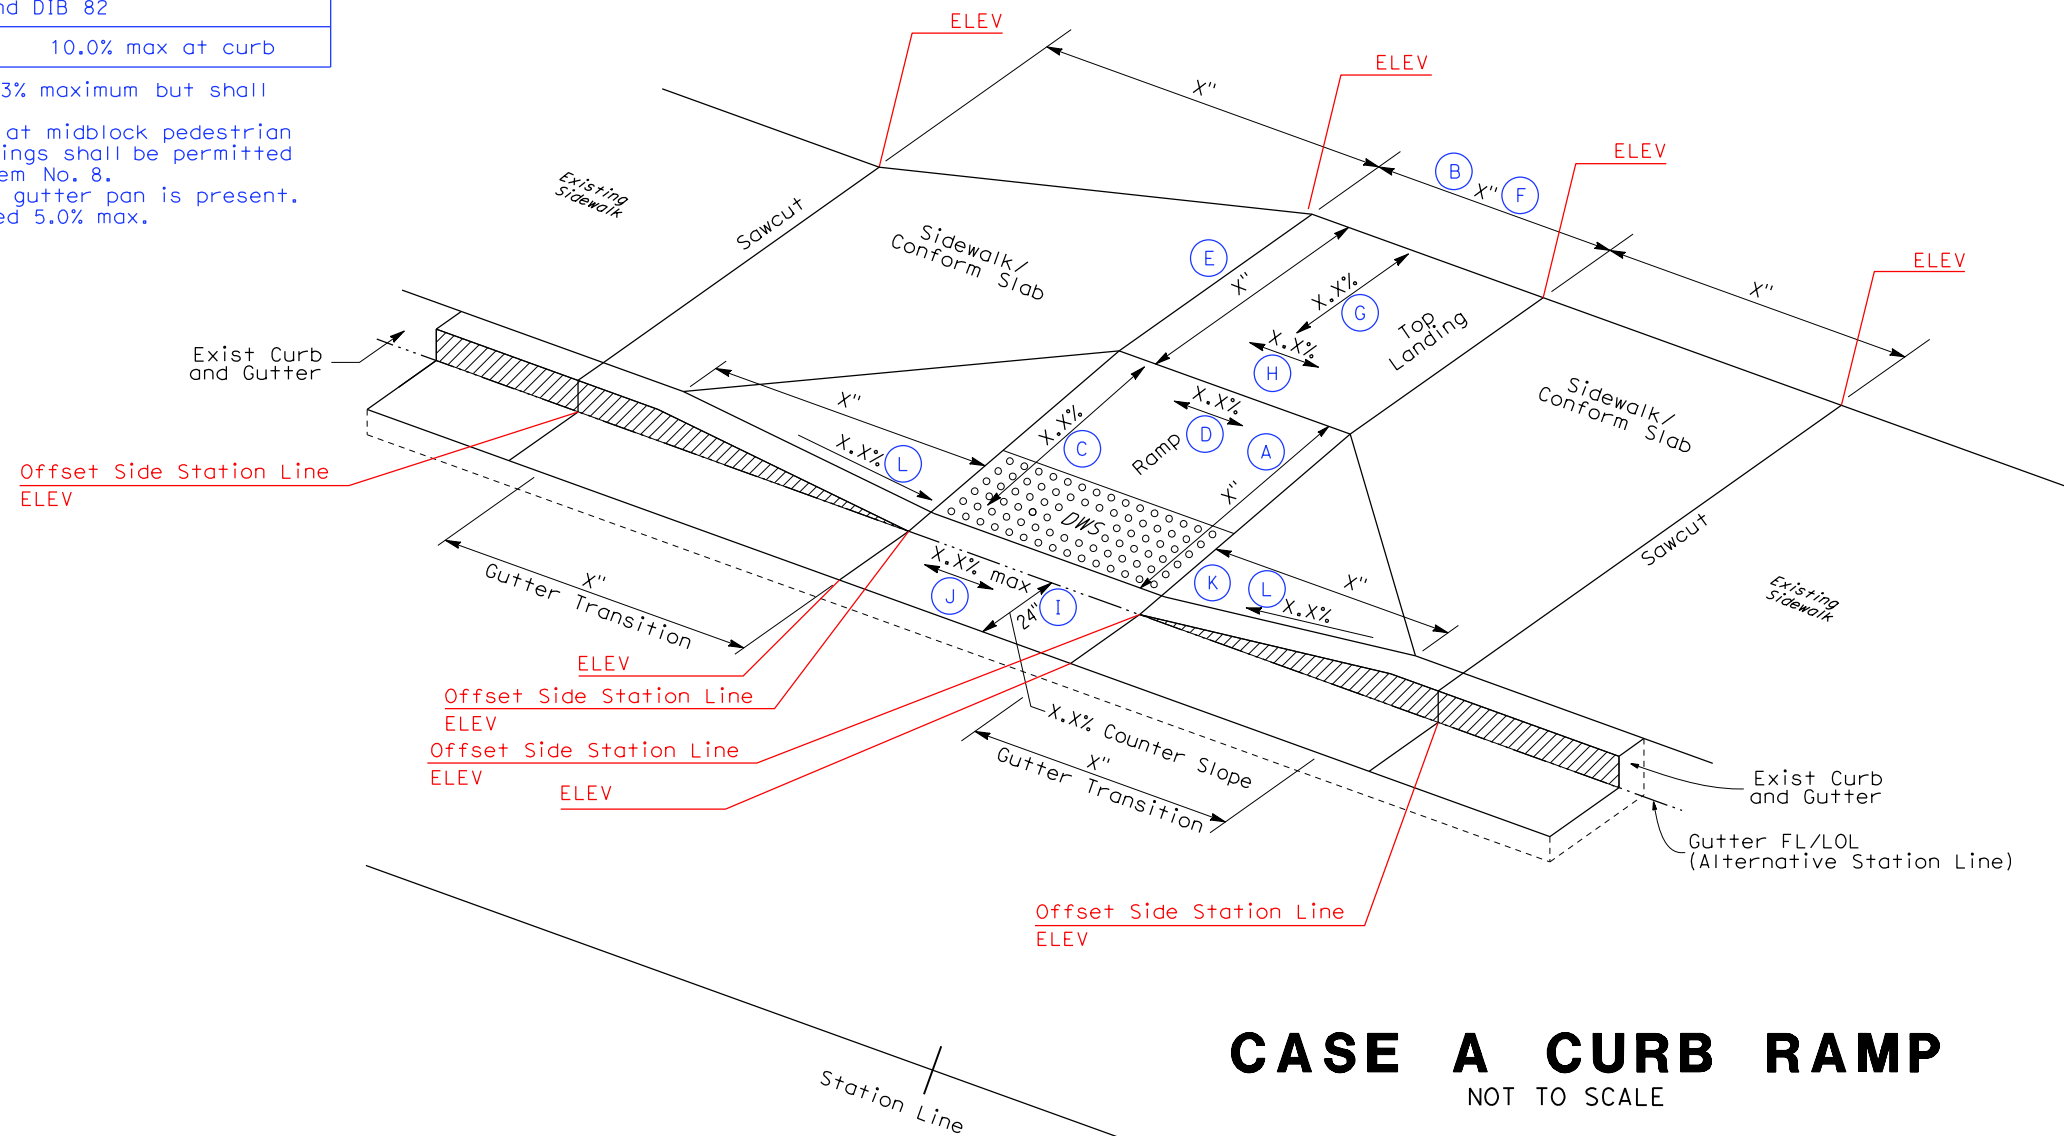 nd DIB 82
10.0% max at curb
3% maximum but shall
at midblock pedestrian
ings shall be permitted
em No. 8.
gutter pan is present.
ed 5.0% max.
ELEV
ELEV
ELEV
ELEV
X"
B
X"
F
X"
Existing
Sidewalk
Sawcut
Sidewalk/
Conform Slab
E
X"
X.X%
G
X.X%
H
Top
Landing
Exist Curb
and Gutter
X"
X.X%
L
X.X%
C
X.X%
D
A
Ramp
X"
Sidewalk/
Conform Slab
Sawcut
Existing
Sidewalk
Offset Side Station Line
ELEV
DWS
X"
Gutter Transition
X.X% max
J
24"
I
K
L
X"
X.X%
ELEV
Offset Side Station Line
ELEV
Offset Side Station Line
ELEV
ELEV
X.X% Counter Slope
X"
Gutter Transition
Exist Curb
and Gutter
Gutter FL/LOL
(Alternative Station Line)
Offset Side Station Line
ELEV
Station Line
CASE A CURB RAMP
NOT TO SCALE